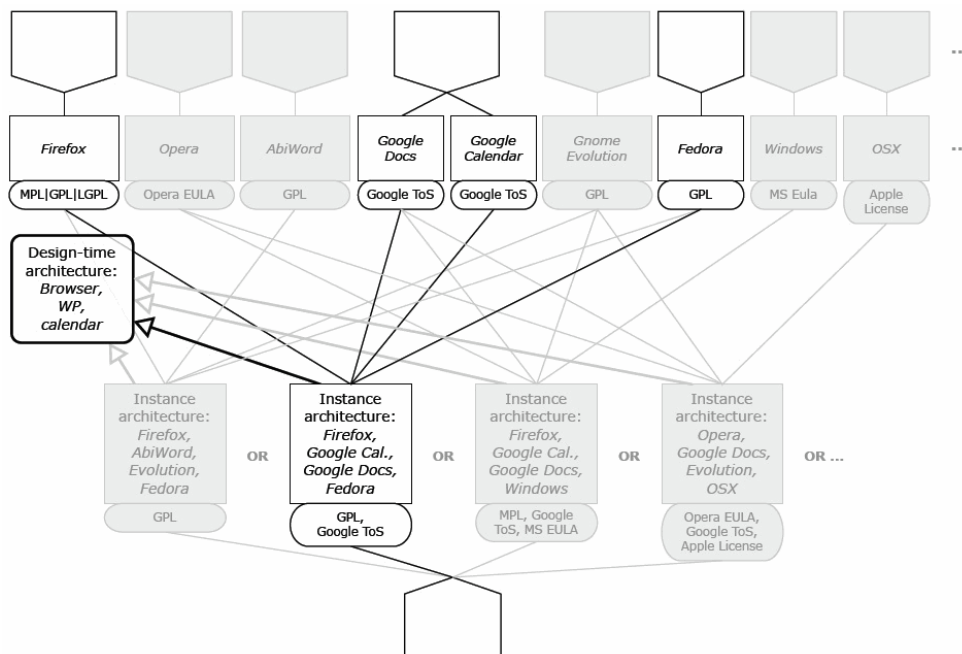 ...
Firefox
Opera
AbiWord
Google
Docs
Google
Calendar
Gnome
Evolution
Fedora
Windows
OSX
...
MPL|GPL|LGPL
Opera EULA
GPL
Google ToS
Google ToS
GPL
GPL
MS Eula
Apple
License
Design-time
architecture:
Browser,
WP,
calendar
Instance
architecture:
Firefox,
AbiWord,
Evolution,
Fedora
GPL
OR
Instance
architecture:
Firefox,
Google Cal.,
Google Docs,
Fedora
GPL,
Google ToS
OR
Instance
architecture:
Firefox,
Google Cal.,
Google Docs,
Windows
MPL, Google
ToS, MS EULA
OR
Instance
architecture:
Opera,
Google Docs,
Evolution,
OSX
Opera EULA,
Google ToS,
Apple License
OR ...